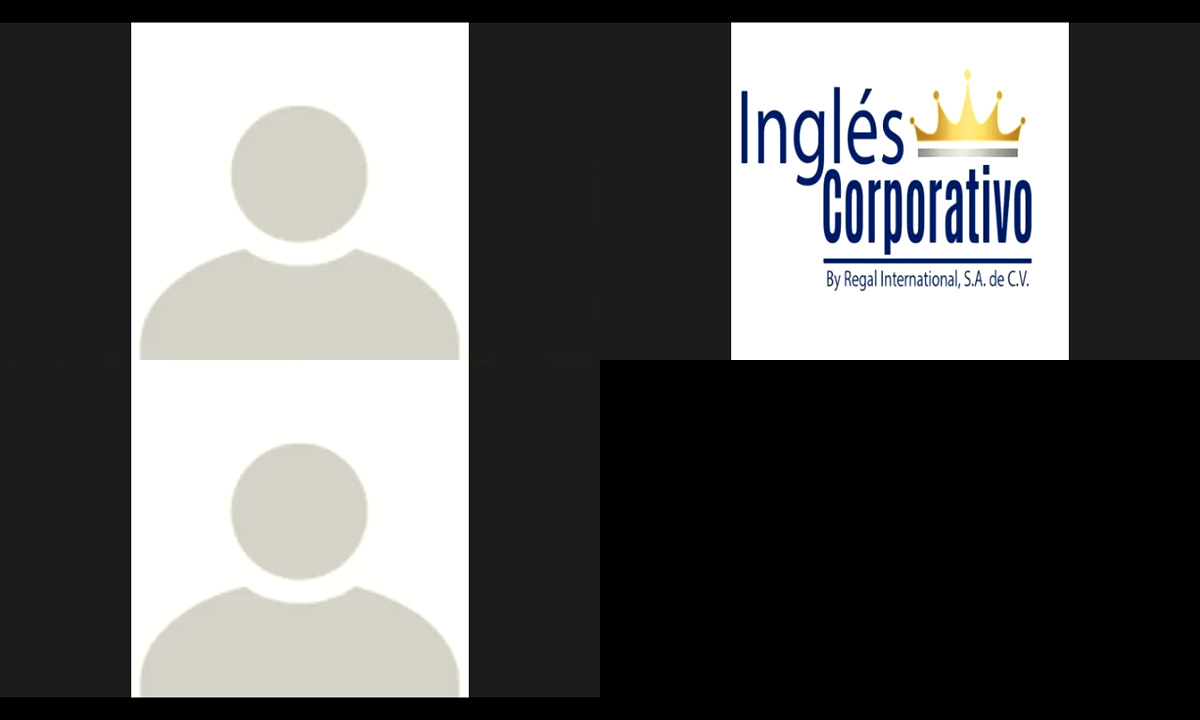 Inglés
Corporativo
By Regal International, S.A. de C.V.